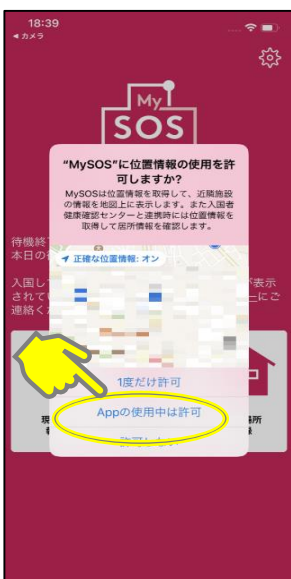 18:39
◀ カメラ
My
SOS
"MySOS"に位置情報の使用を許
可しますか?
MySOSは位置情報を取得して、近隣施設
の情報を地図上に表示します。また入国者
健康確認センターと連携時には位置情報を
取得して居所情報を確認します。
待機終
本日の
正確な位置情報: オン
入国し
が表示
されて
にご
連絡く
1度だけ許可
Appの使用中は許可
現
所